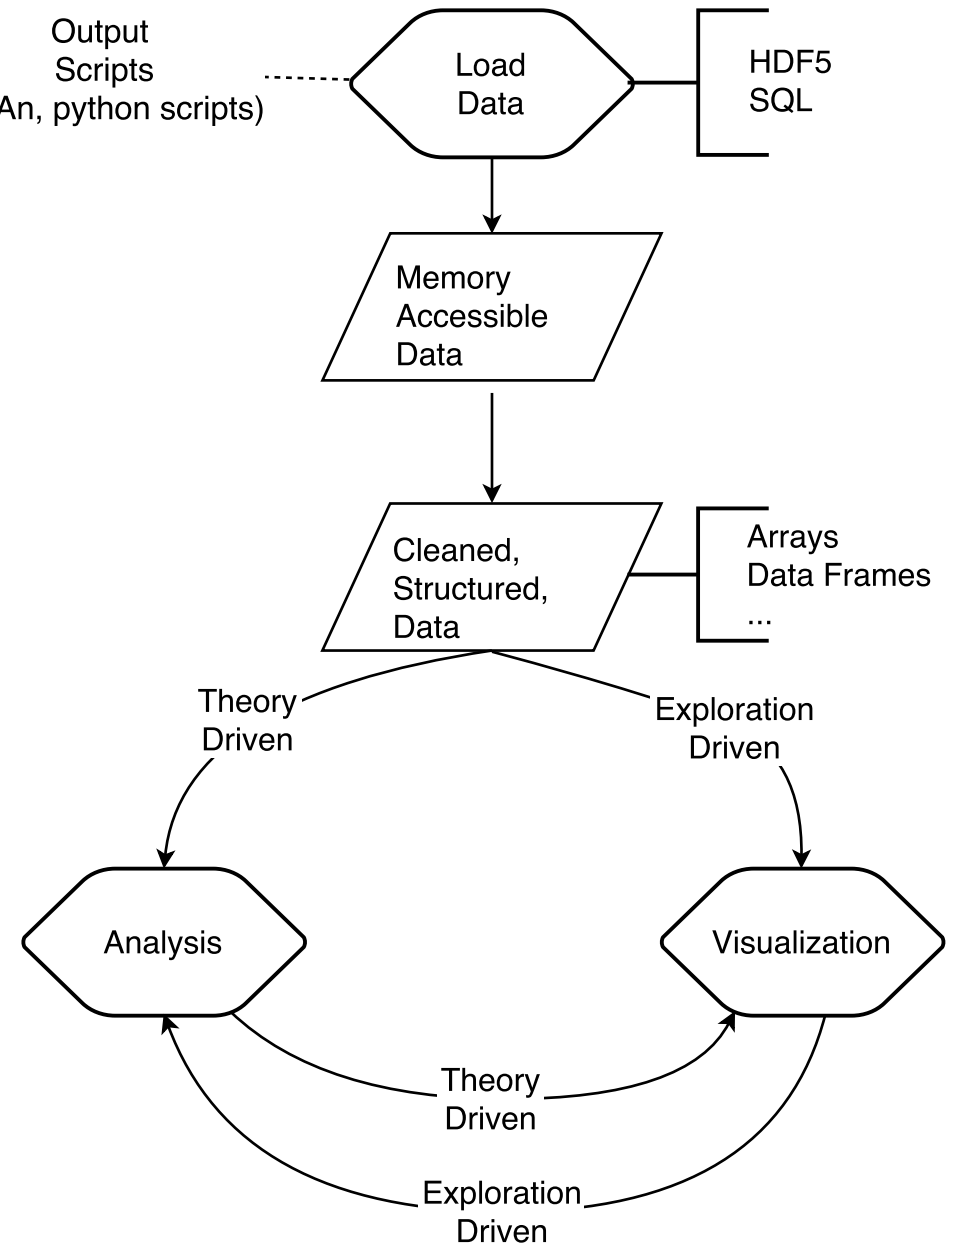 Output
Scripts
An, python scripts)
Load
Data
HDF5
SQL
Memory
Accessible
Data
Cleaned,
Structured,
Data
Arrays
Data Frames
...
Theory
Driven
Exploration
Driven
Analysis
Visualization
Theory
Driven
Exploration
Driven